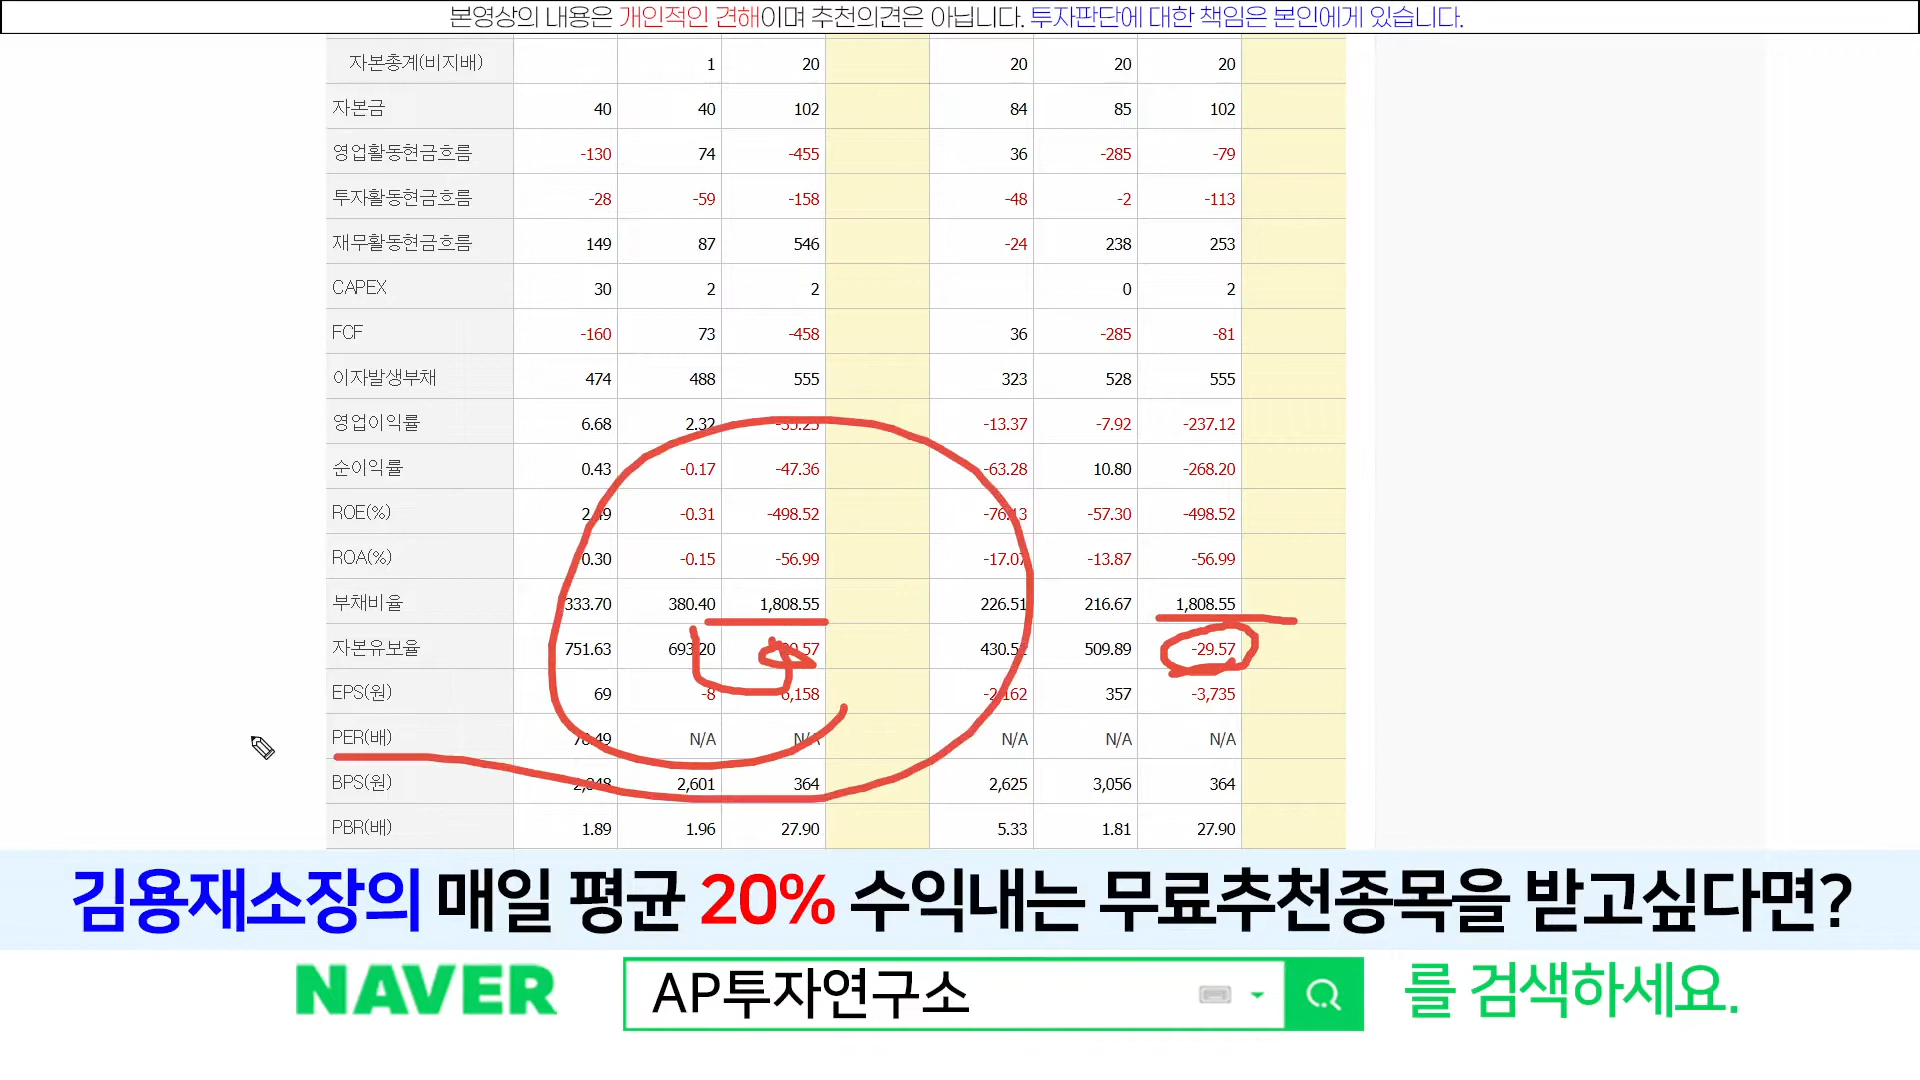 본영상의 내용은 개인적인 견해이며 추천의견은 아닙니다. 투자판단에 대한 책임은 본인에게 있습니다.
자본총계(비지배) 1 20 20 20 20
자본금 40 40 102 84 85 102
영업활동현금흐름 -130 74 -455 36 -285 -79
투자활동현금흐름 -28 -59 -158 -48 -2 -113
재무활동현금흐름 149 87 546 -24 238 253
CAPEX 30 2 2 0 2
FCF -160 73 -458 36 -285 -81
이자발생부채 474 488 555 323 528 555
영업이익률 6.68 2.32 -13.37 -7.92 -237.12
순이익률 0.43 -0.17 -47.36 -63.28 10.80 -268.20
ROE(%) -0.31 -498.52 -57.30 -498.52
ROA(%) 0.30 -0.15 -56.99 -17.07 -13.87 -56.99
부채비율 333.70 380.40 1,808.55 226.51 216.67 1,808.55
자본유보율 751.63 693.20 509.89 -29.57
EPS(원) 69 -8 357 -3,735
PER(배) N/A N/A N/A N/A N/A
BPS(원) 2,601 364 2,625 3,056 364
PBR(배) 1.89 1.96 27.90 5.33 1.81 27.90
김용재소장의 매일 평균 20% 수익내는 무료추천종목을 받고싶다면?
NAVER AP투자연구소 를 검색하세요.